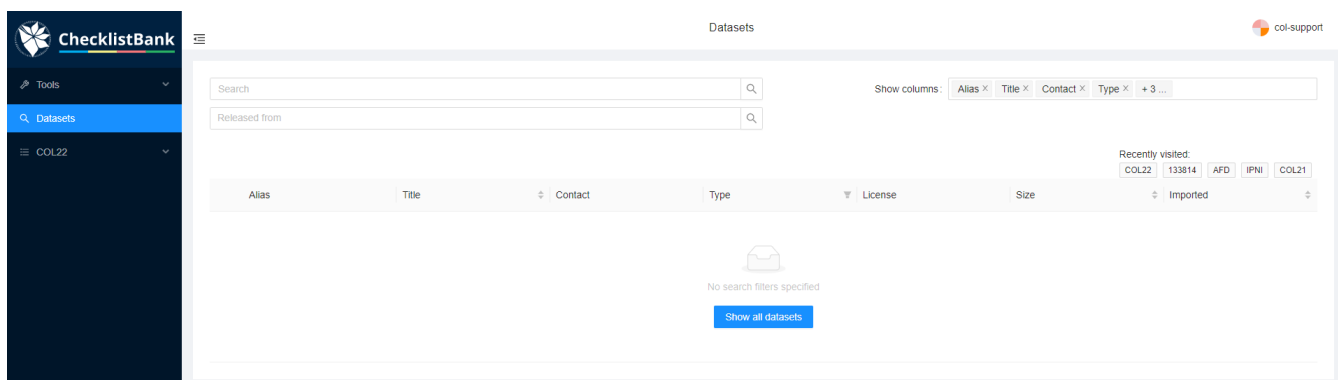 ChecklistBank
Datasets
col-support
Tools
Datasets
COL22
Search
Show columns: Alias × Title × Contact × Type × + 3 ...
Released from
Recently visited:
COL22 133814 AFD IPNI COL21
Alias Title Contact Type License Size Imported
No search filters specified
Show all datasets